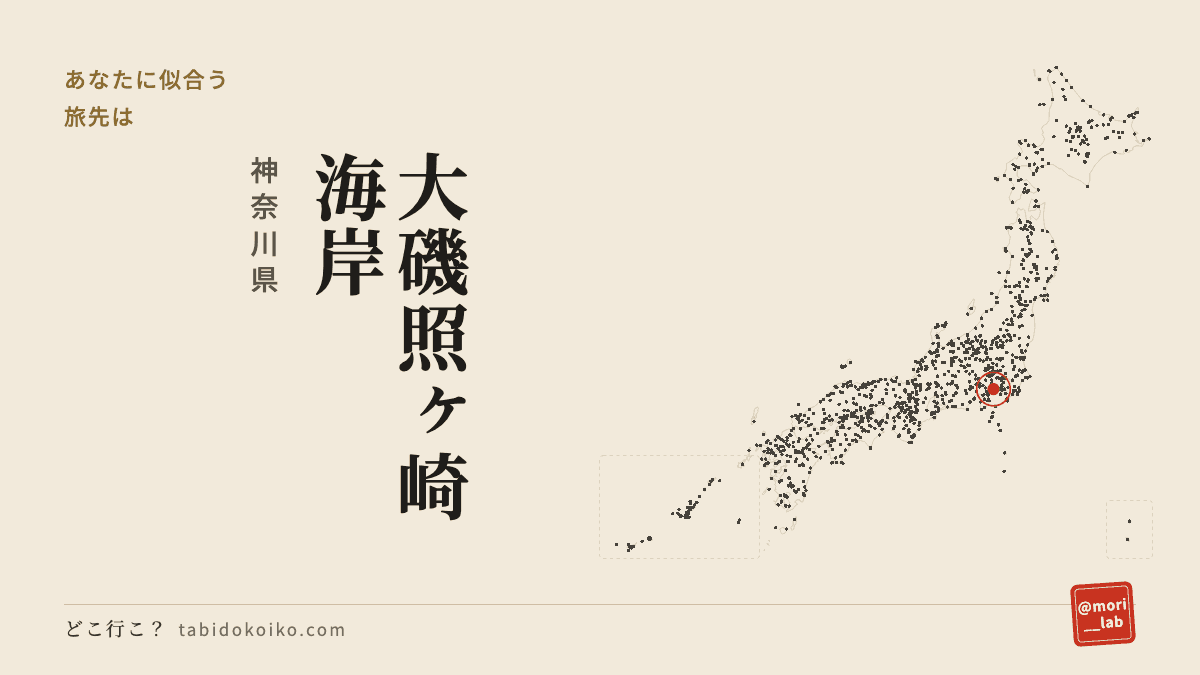 あなたに似合う
旅先は
大磯照ヶ崎
海岸
神奈川県
どこ行こ？ tabidokoiko.com
@mori
__lab